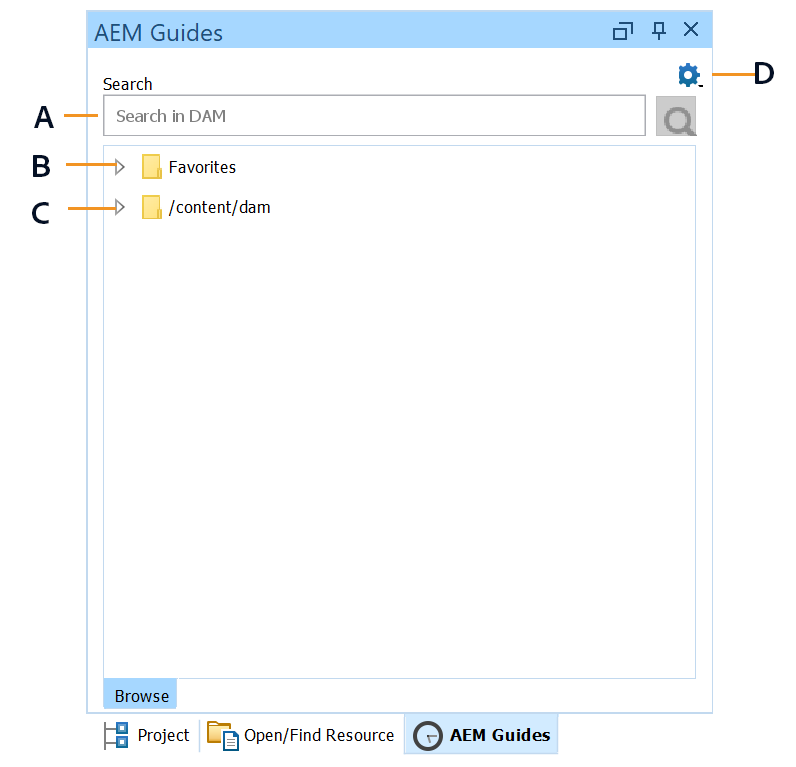 AEM Guides
D
Search
A
Search in DAM
B
Favorites
C
/content/dam
Browse
Project
Open/Find Resource
AEM Guides